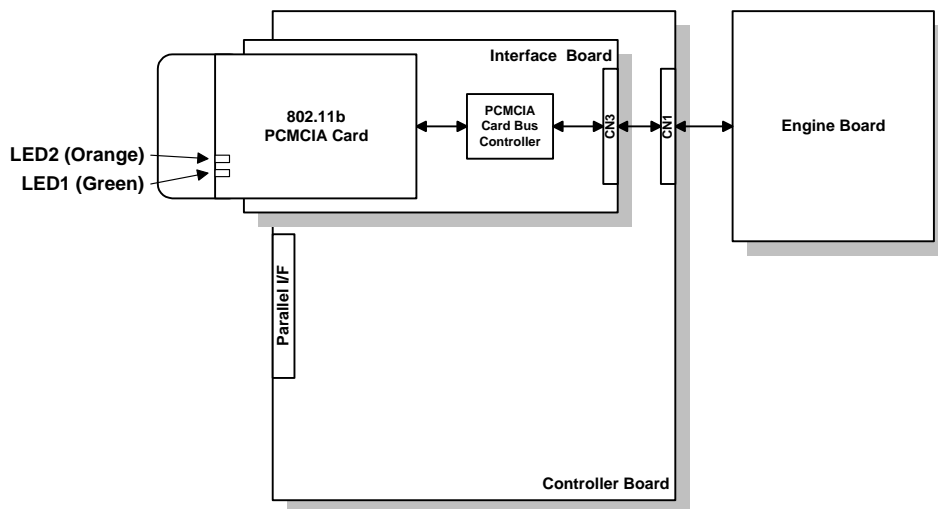 Interface Board
802.11b
PCMCIA Card
PCMCIA
Card Bus
Controller
CN3
CN1
Engine Board
LED2 (Orange)
LED1 (Green)
Parallel I/F
Controller Board